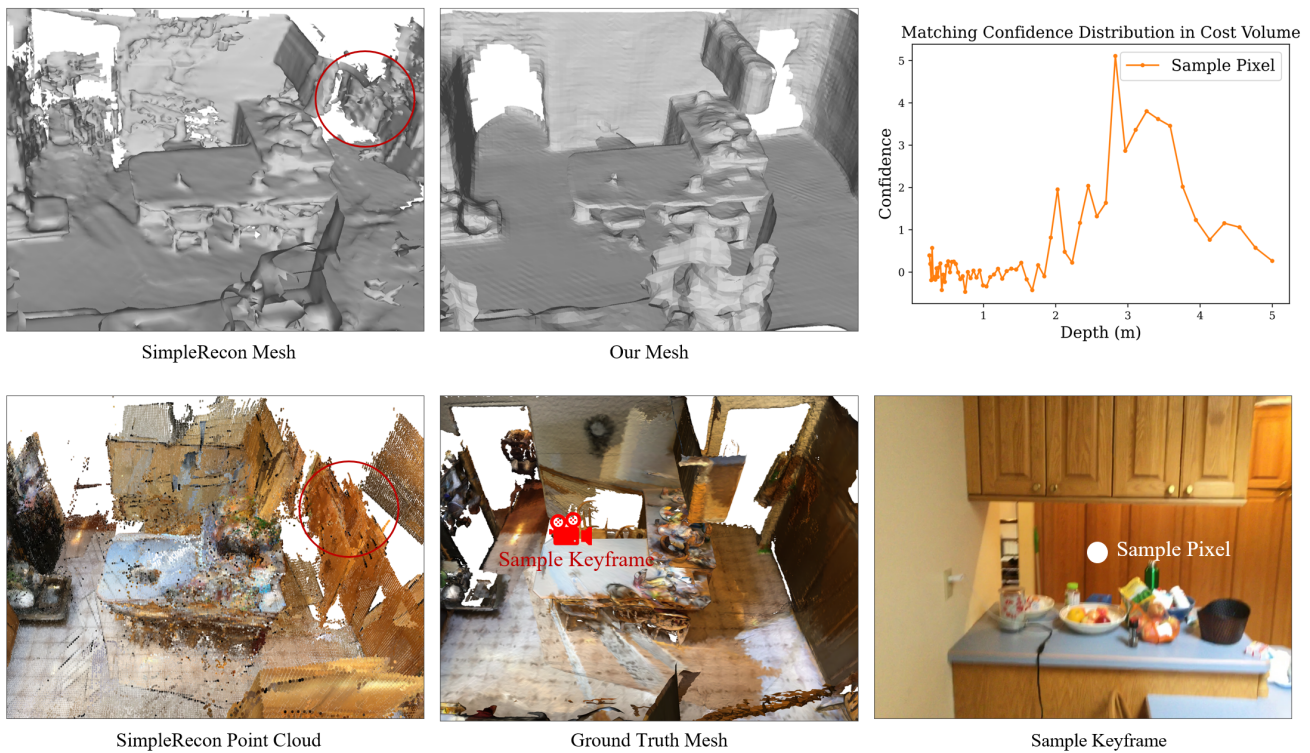 Matching Confidence Distribution in Cost Volume
Sample Pixel
5
4
3
2
1
0
Confidence
1 2 3 4 5
Depth (m)
SimpleRecon Mesh
Our Mesh
Sample Keyframe
Sample Pixel
SimpleRecon Point Cloud
Ground Truth Mesh
Sample Keyframe